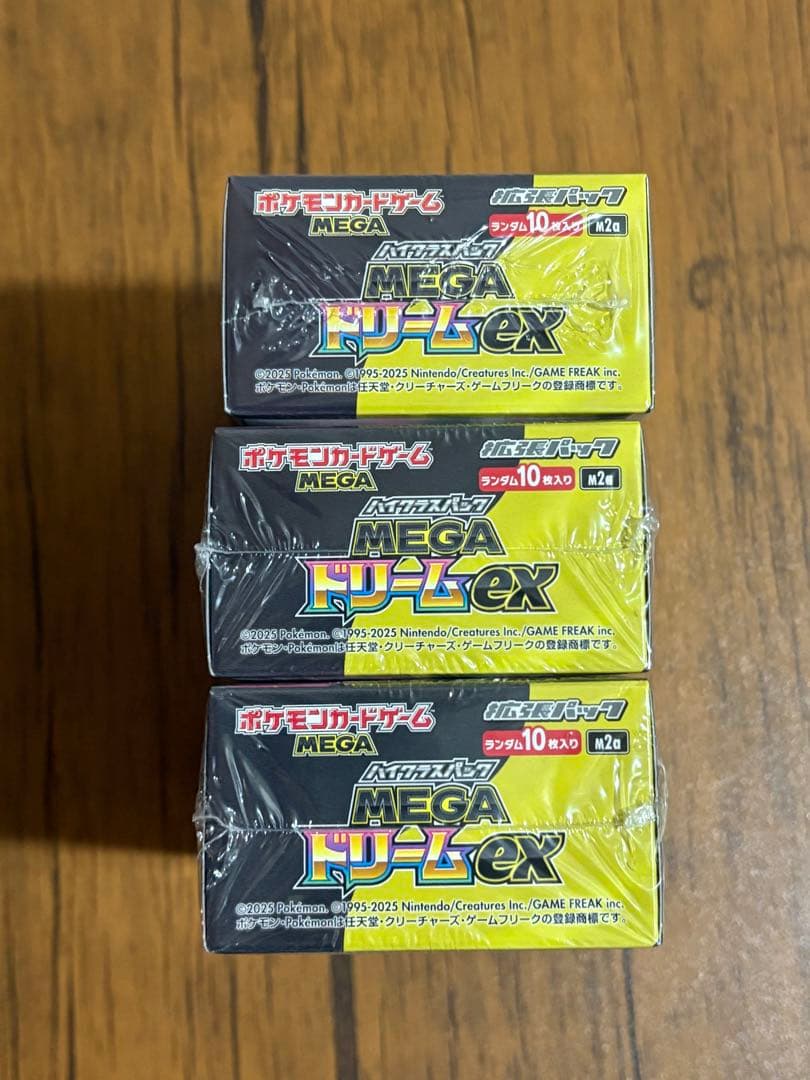 ポケモンカードゲーム
MEGA
拡張パック
ランダム10枚入り M2a
ハイクラスパック
MEGA
ドリームex
©2025 Pokémon. ©1995-2025 Nintendo/Creatures Inc./GAME FREAK inc.
ポケモン・Pokémonは任天堂・クリーチャーズ・ゲームフリークの登録商標です。
ポケモンカードゲーム
MEGA
拡張パック
ランダム10枚入り M2a
ハイクラスパック
MEGA
ドリームex
©2025 Pokémon. ©1995-2025 Nintendo/Creatures Inc./GAME FREAK inc.
ポケモン・Pokémonは任天堂・クリーチャーズ・ゲームフリークの登録商標です。
ポケモンカードゲーム
MEGA
拡張パック
ランダム10枚入り M2a
ハイクラスパック
MEGA
ドリームex
©2025 Pokémon. ©1995-2025 Nintendo/Creatures Inc./GAME FREAK inc.
ポケモン・Pokémonは任天堂・クリーチャーズ・ゲームフリークの登録商標です。